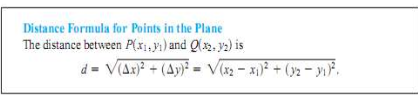 Distance Formula for Points in the Plane
The distance between P(x₁, y₁) and Q(x₂, y₂) is
d = √(Δx)² + (Δy)² = √(x₂ − x₁)² + (y₂ − y₁)².